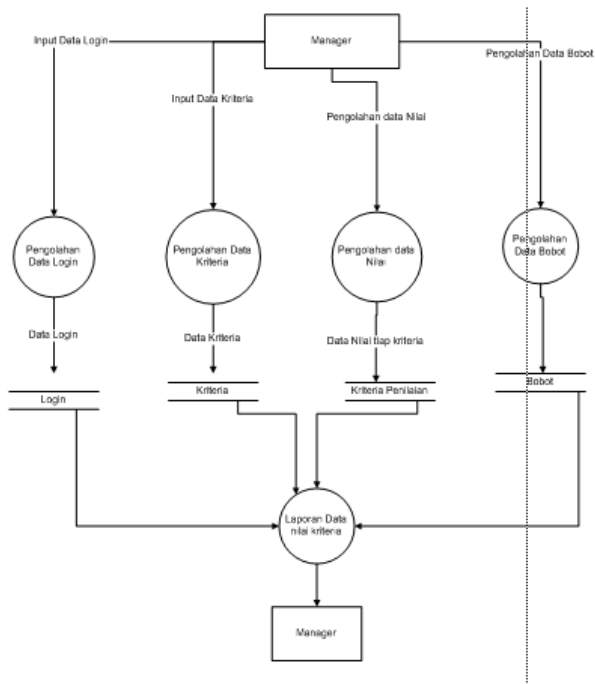 Manager
Input Data Login
Pengolahan Data Bobot
Input Data Kriteria
Pengolahan data Nilai
Pengolahan
Data Login
Pengolahan Data
Kriteria
Pengolahan data
Nilai
Pengolahan
Data Bobot
Data Login
Data Kriteria
Data Nilai tiap kriteria
Login
Kriteria
Kriteria Penilaian
Bobot
Laporan Data
nilai kriteria
Manager